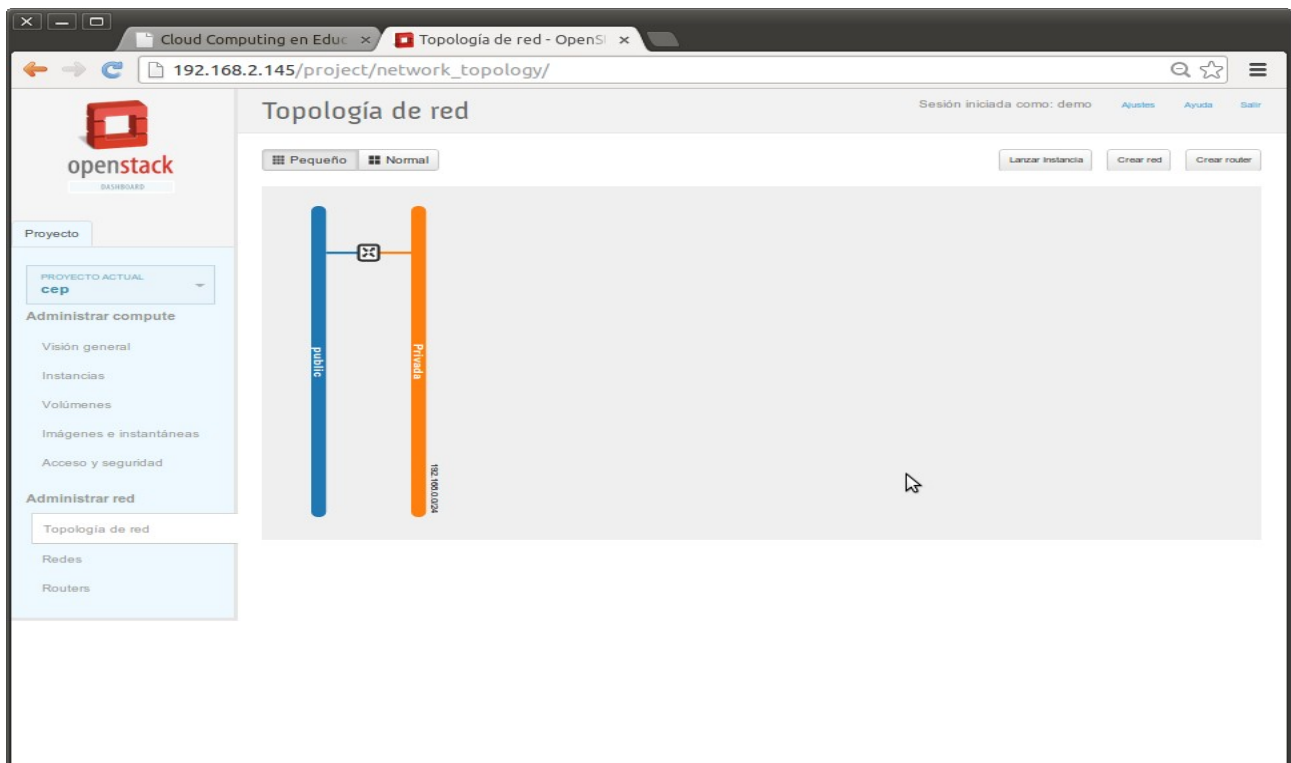 Cloud Computing en Educ
Topología de red - OpenS
192.168.2.145/project/network_topology/
openstack
DASHBOARD
Topología de red
Sesión iniciada como: demo Ajustes Ayuda Salir
Pequeño Normal
Lanzar Instancia Crear red Crear router
Proyecto
PROYECTO ACTUAL
cep
Administrar compute
Visión general
Instancias
Volúmenes
Imágenes e instantáneas
Acceso y seguridad
Administrar red
Topología de red
Redes
Routers
public
Privada
192.168.0.0/24